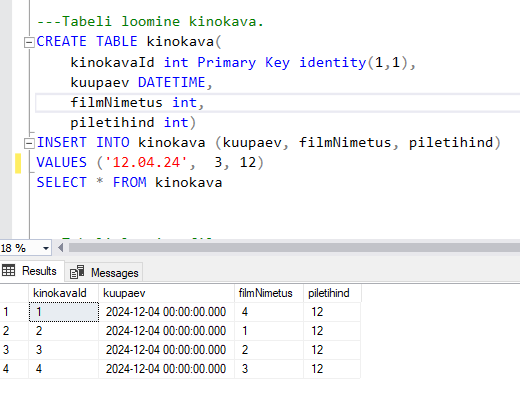 ---Tabeli loomine kinokava.
CREATE TABLE kinokava(
kinokavaId int Primary Key identity(1,1),
kuupaev DATETIME,
filmNimetus int,
piletihind int)
INSERT INTO kinokava (kuupaev, filmNimetus, piletihind)
VALUES ('12.04.24',  3, 12)
SELECT * FROM kinokava
18 %
Results Messages
kinokavaId kuupaev filmNimetus piletihind
1 1 2024-12-04 00:00:00.000 4 12
2 2 2024-12-04 00:00:00.000 1 12
3 3 2024-12-04 00:00:00.000 2 12
4 4 2024-12-04 00:00:00.000 3 12